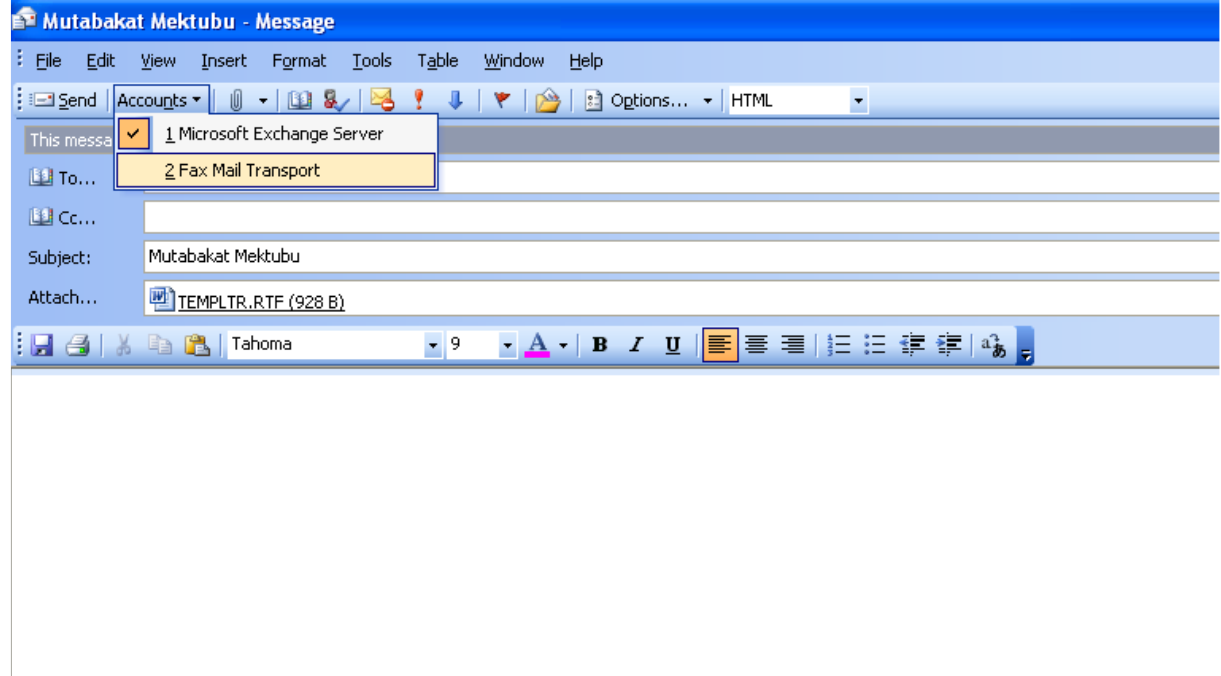 Mutabakat Mektubu - Message
File Edit View Insert Format Tools Table Window Help
Send Accounts Options... HTML
This messa
1 Microsoft Exchange Server
2 Fax Mail Transport
To...
Cc...
Subject: Mutabakat Mektubu
Attach... TEMPLTR.RTF (928 B)
Tahoma 9 A B I U